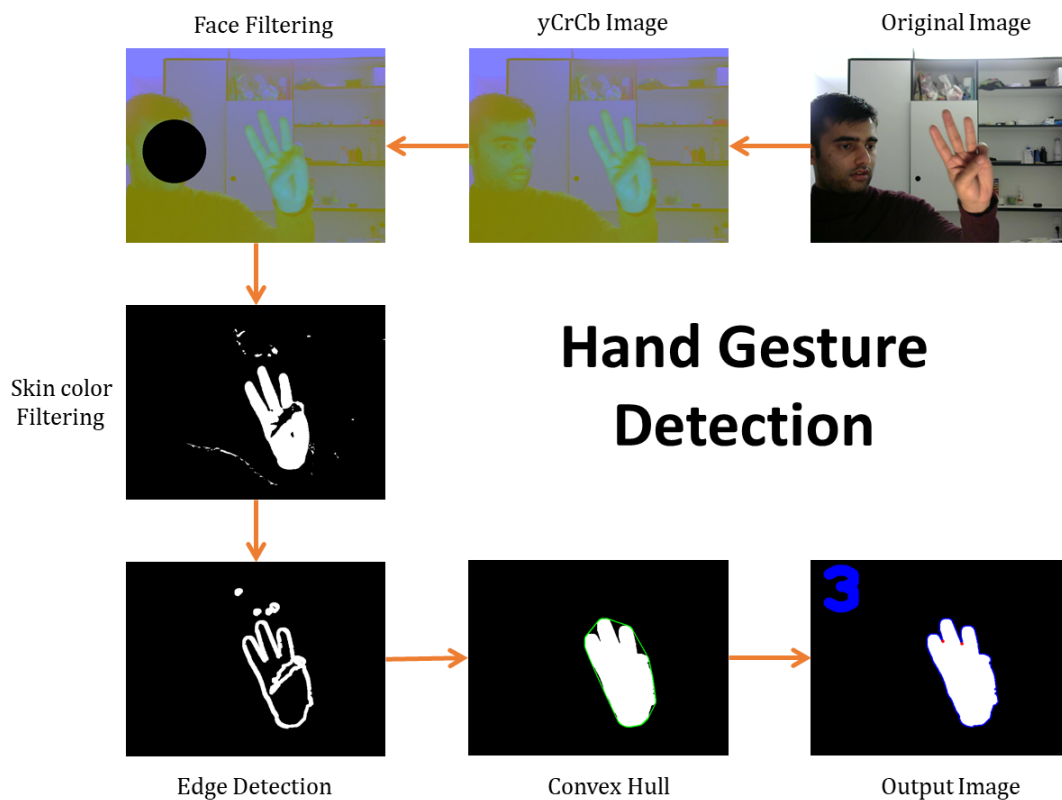 Face Filtering
yCrCb Image
Original Image
Hand Gesture
Detection
Skin color
Filtering
3
Edge Detection
Convex Hull
Output Image